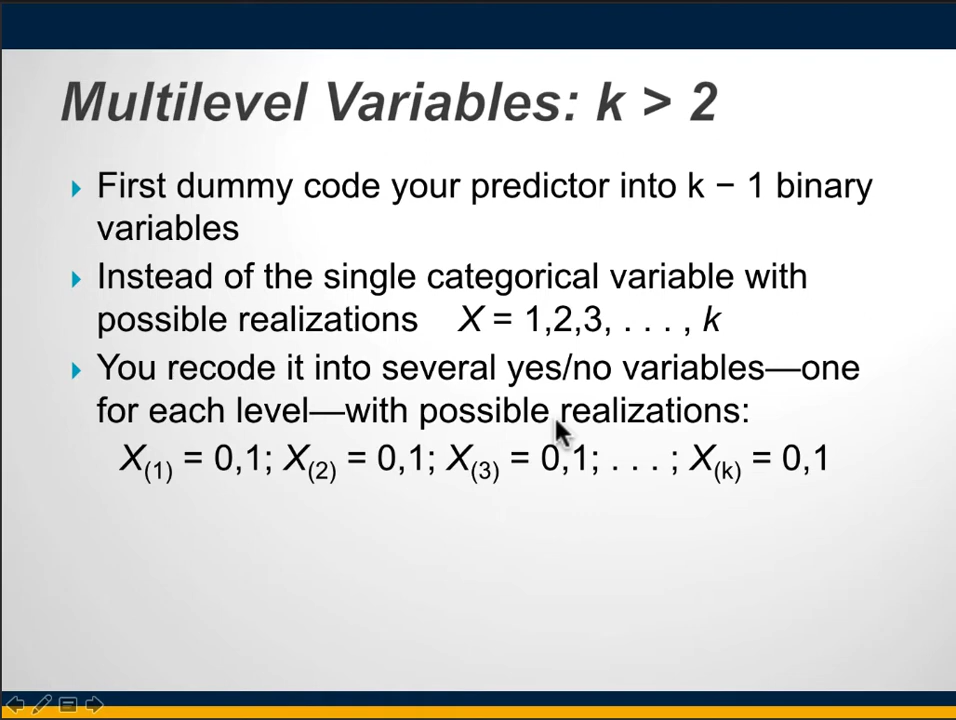 Multilevel Variables: k > 2
First dummy code your predictor into k − 1 binary
variables
Instead of the single categorical variable with
possible realizations X = 1,2,3, . . . , k
You recode it into several yes/no variables—one
for each level—with possible realizations:
X(1) = 0,1; X(2) = 0,1; X(3) = 0,1; . . . ; X(k) = 0,1